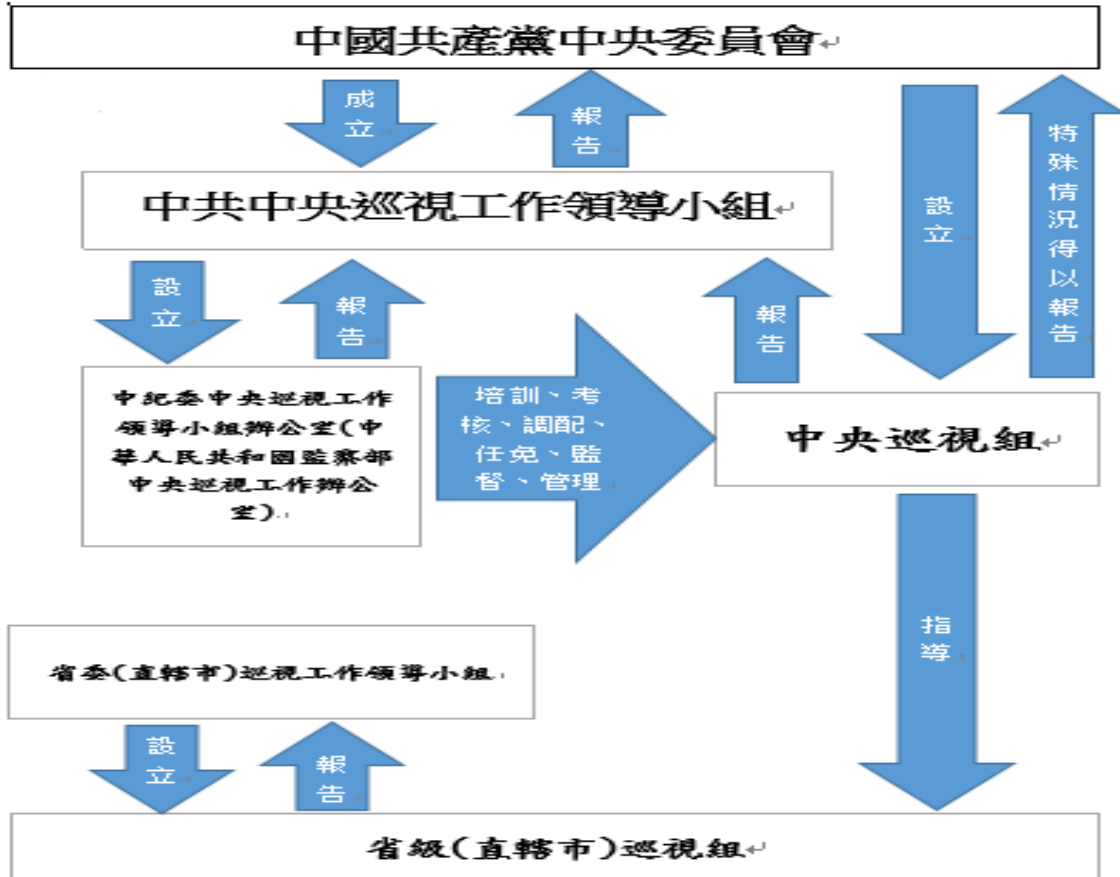 中國共產黨中央委員會
成
立
報
告
設
立
特
殊
情
況
得
以
報
告
中共中央巡視工作領導小組
設
立
報
告
報
告
中紀委中央巡視工作
領導小組辦公室(中
華人民共和國監察部
中央巡視工作辦公
室)
培訓、考
核、調配、
任免、監
督、管理
中央巡視組
指
導
省委(直轄市)巡視工作領導小組
設
立
報
告
省級(直轄市)巡視組